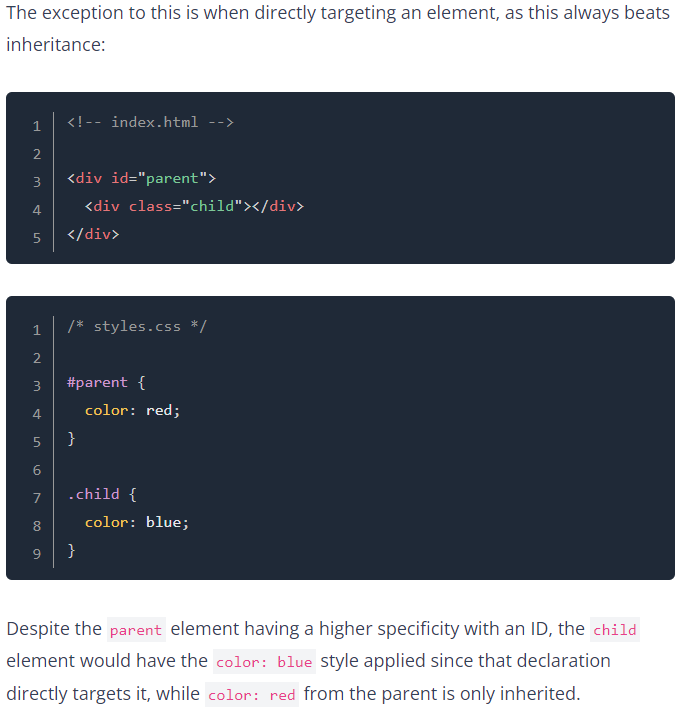 The exception to this is when directly targeting an element, as this always beats
inheritance:
1 <!-- index.html -->
2
3 <div id="parent">
4   <div class="child"></div>
5 </div>
1 /* styles.css */
2
3 #parent {
4   color: red;
5 }
6
7 .child {
8   color: blue;
9 }
Despite the parent element having a higher specificity with an ID, the child
element would have the color: blue style applied since that declaration
directly targets it, while color: red from the parent is only inherited.